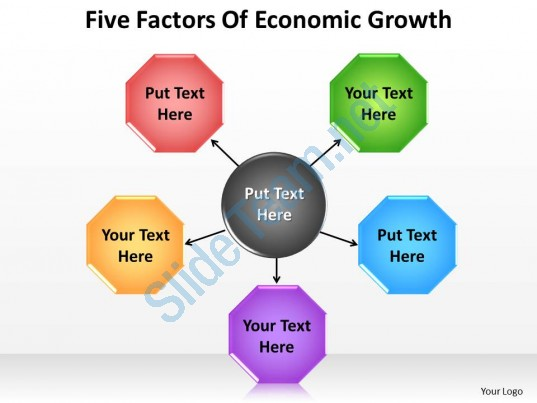 Five Factors Of Economic Growth
Put Text
Here
Your Text
Here
Put Text
Here
Your Text
Here
Put Text
Here
Your Text
Here
SlideTeam.net
Your Logo